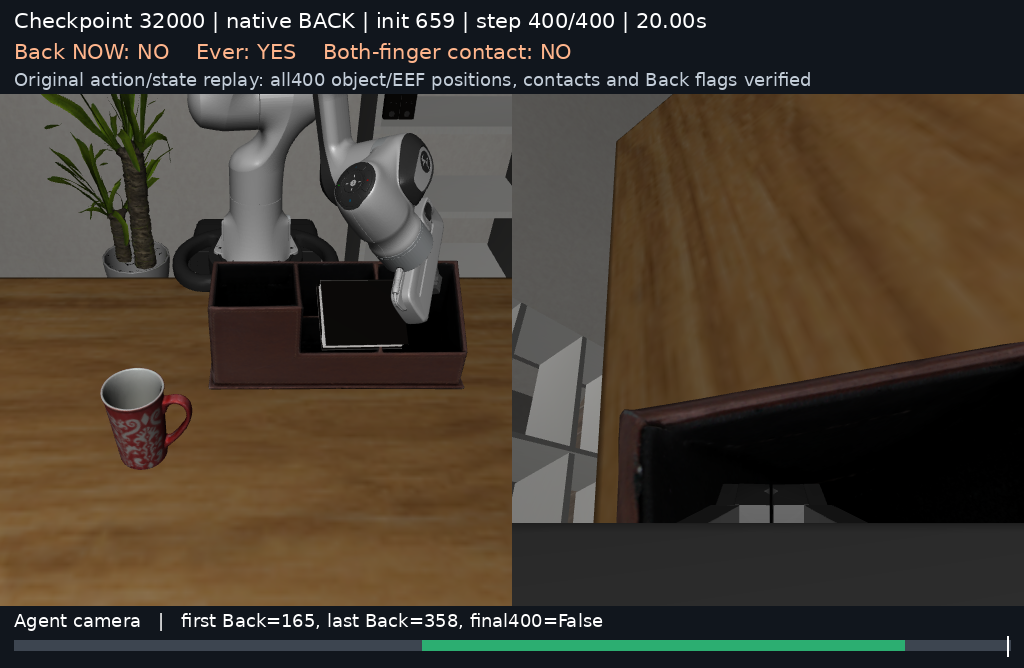 Checkpoint 32000 | native BACK | init 659 | step 400/400 | 20.00s
Back NOW: NO    Ever: YES    Both-finger contact: NO
Original action/state replay: all400 object/EEF positions, contacts and Back flags verified
Agent camera   |   first Back=165, last Back=358, final400=False